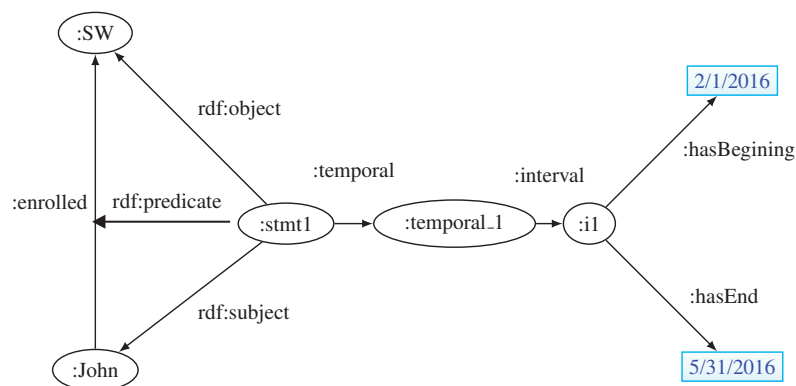 :SW
2/1/2016
rdf:object
:hasBegining
:temporal
:interval
:enrolled
rdf:predicate
:stmt1
:temporal_1
:i1
:hasEnd
rdf:subject
:John
5/31/2016